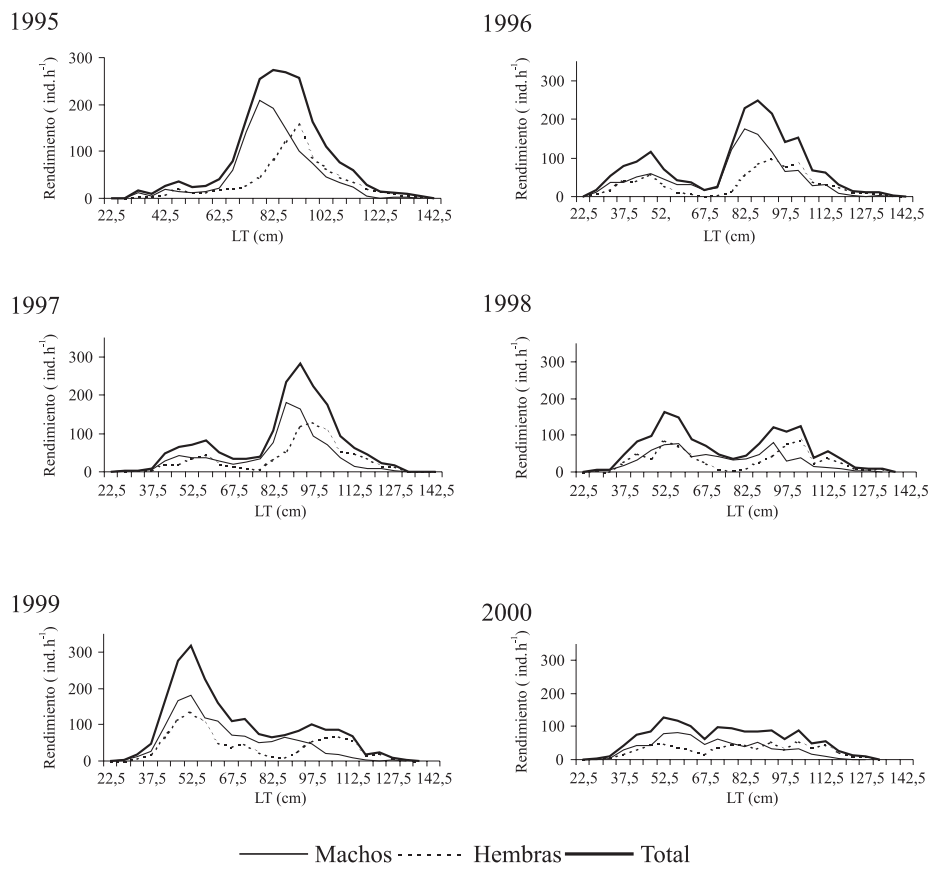 1995
Rendimiento ( ind.h-1)
300
200
100
0
22,5 42,5 62,5 82,5 102,5 122,5 142,5
LT (cm)
1996
Rendimiento ( ind.h-1)
300
200
100
0
22,5 37,5 52, 67,5 82,5 97,5 112,5 127,5 142,5
LT (cm)
1997
Rendimiento ( ind.h-1)
300
200
100
0
22,5 37,5 52,5 67,5 82,5 97,5 112,5 127,5 142,5
LT (cm)
1998
Rendimiento ( ind.h-1)
300
200
100
0
22,5 37,5 52,5 67,5 82,5 97,5 112,5 127,5 142,5
LT (cm)
1999
Rendimiento ( ind.h-1)
300
200
100
0
22,5 37,5 52,5 67,5 82,5 97,5 112,5 127,5 142,5
LT (cm)
2000
Rendimiento ( ind.h-1)
300
200
100
0
22,5 37,5 52,5 67,5 82,5 97,5 112,5 127,5 142,5
LT (cm)
Machos Hembras Total